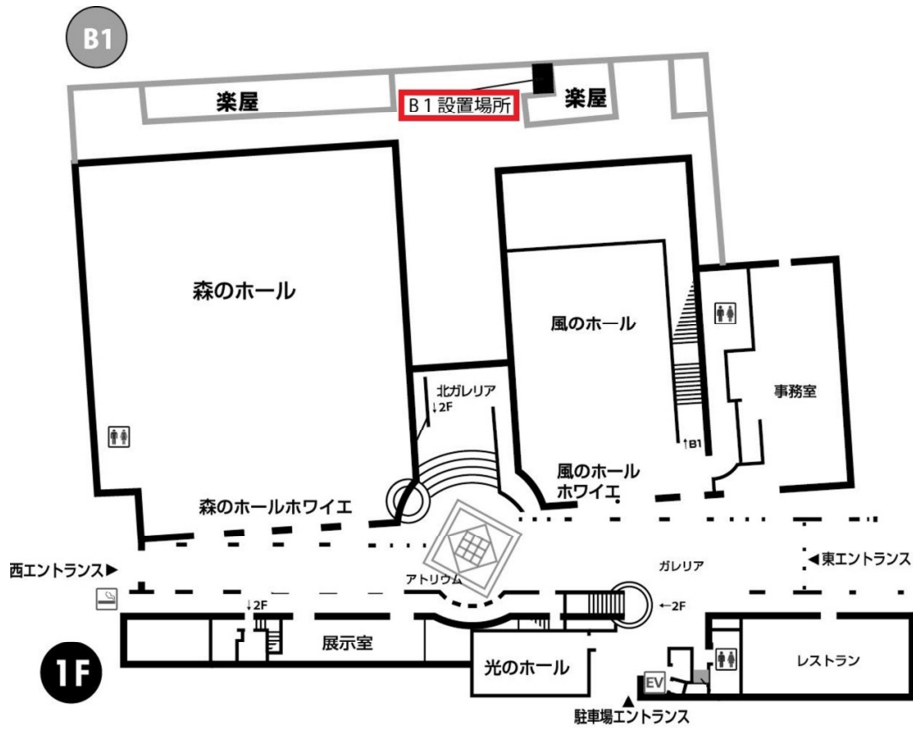 B1
楽屋
B1設置場所
楽屋
森のホール
風のホール
事務室
北ガレリア
↓2F
↑B1
風のホール
ホワイエ
森のホールホワイエ
西エントランス▶
アトリウム
ガレリア
◀東エントランス
↓2F
←2F
展示室
光のホール
レストラン
1F
EV
▲
駐車場エントランス